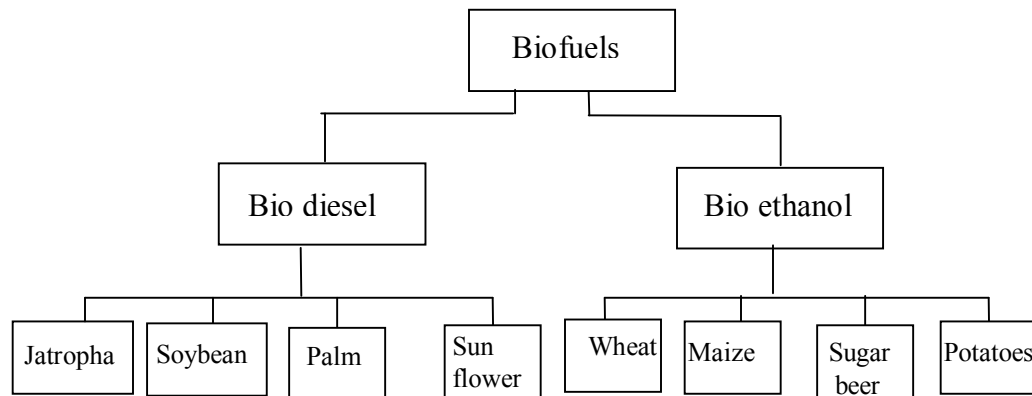 Biofuels
Bio diesel
Bio ethanol
Jatropha
Soybean
Palm
Sun
flower
Wheat
Maize
Sugar
beer
Potatoes